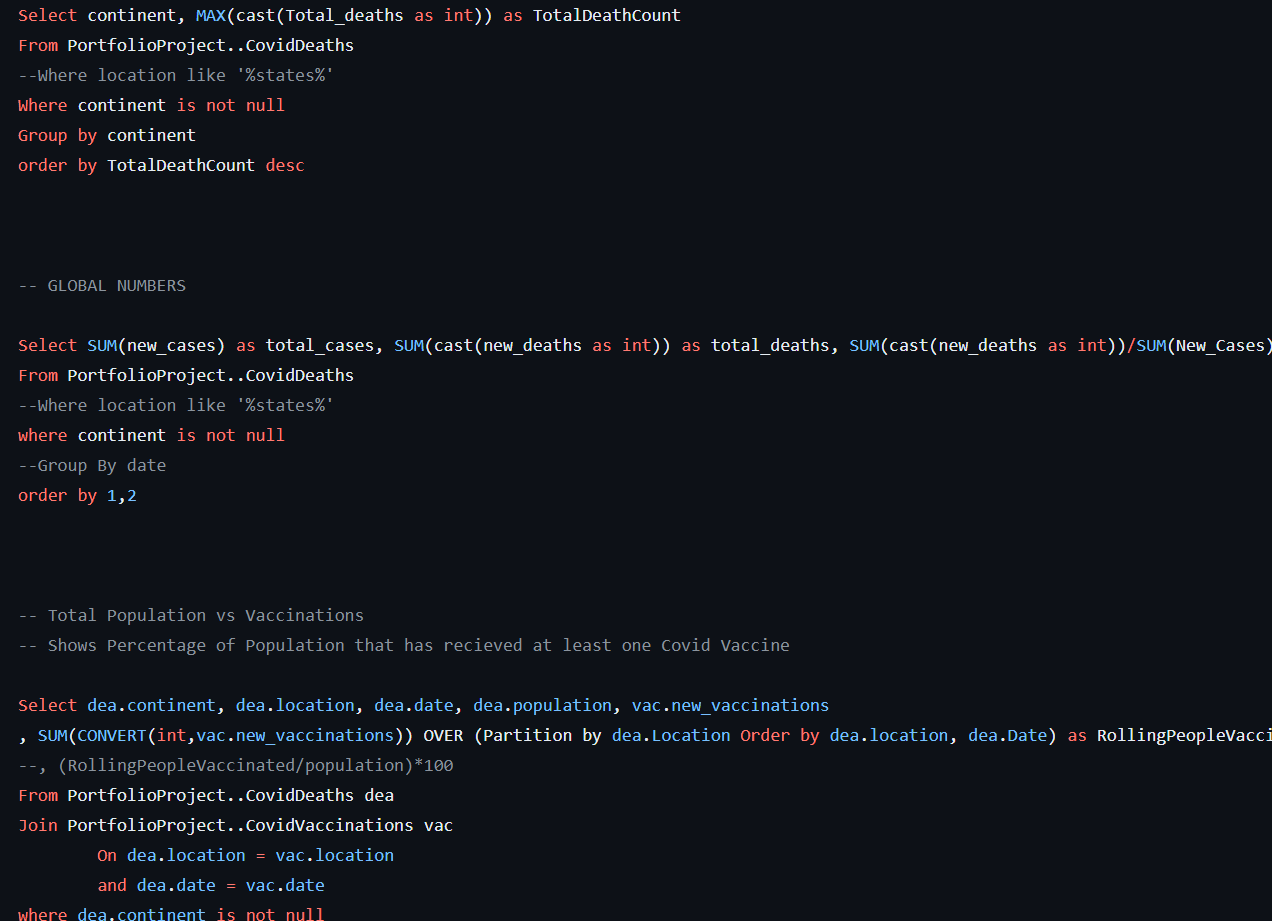 Select continent, MAX(cast(Total_deaths as int)) as TotalDeathCount
From PortfolioProject..CovidDeaths
--Where location like '%states%'
Where continent is not null
Group by continent
order by TotalDeathCount desc
-- GLOBAL NUMBERS
Select SUM(new_cases) as total_cases, SUM(cast(new_deaths as int)) as total_deaths, SUM(cast(new_deaths as int))/SUM(New_Cases)
From PortfolioProject..CovidDeaths
--Where location like '%states%'
where continent is not null
--Group By date
order by 1,2
-- Total Population vs Vaccinations
-- Shows Percentage of Population that has recieved at least one Covid Vaccine
Select dea.continent, dea.location, dea.date, dea.population, vac.new_vaccinations
, SUM(CONVERT(int,vac.new_vaccinations)) OVER (Partition by dea.Location Order by dea.location, dea.Date) as RollingPeopleVacci
--, (RollingPeopleVaccinated/population)*100
From PortfolioProject..CovidDeaths dea
Join PortfolioProject..CovidVaccinations vac
On dea.location = vac.location
and dea.date = vac.date
where dea.continent is not null